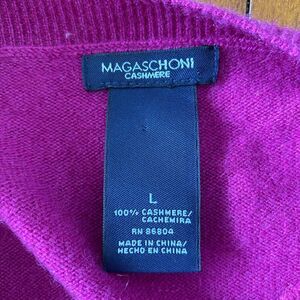 MAGASCHONI
CASHMERE
L
100% CASHMERE/
CACHEMIRA
RN 86804
MADE IN CHINA/
HECHO EN CHINA